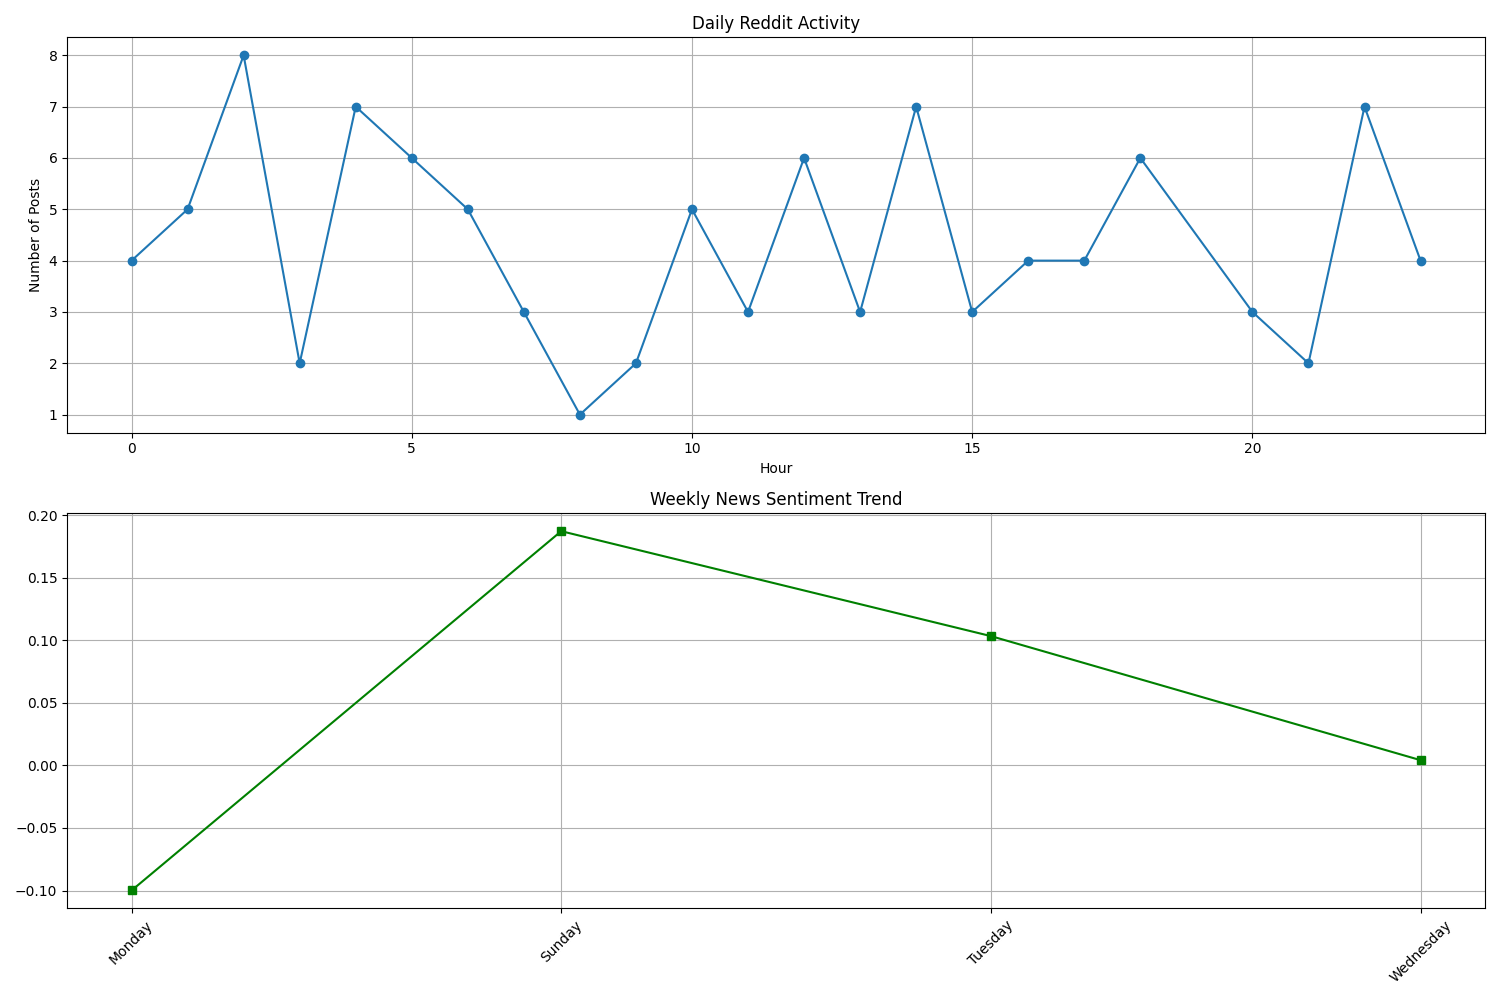 Daily Reddit Activity
8
7
6
5
4
3
2
1
Number of Posts
0 5 10 15 20
Hour
Weekly News Sentiment Trend
0.20
0.15
0.10
0.05
0.00
−0.05
−0.10
Monday Sunday Tuesday Wednesday